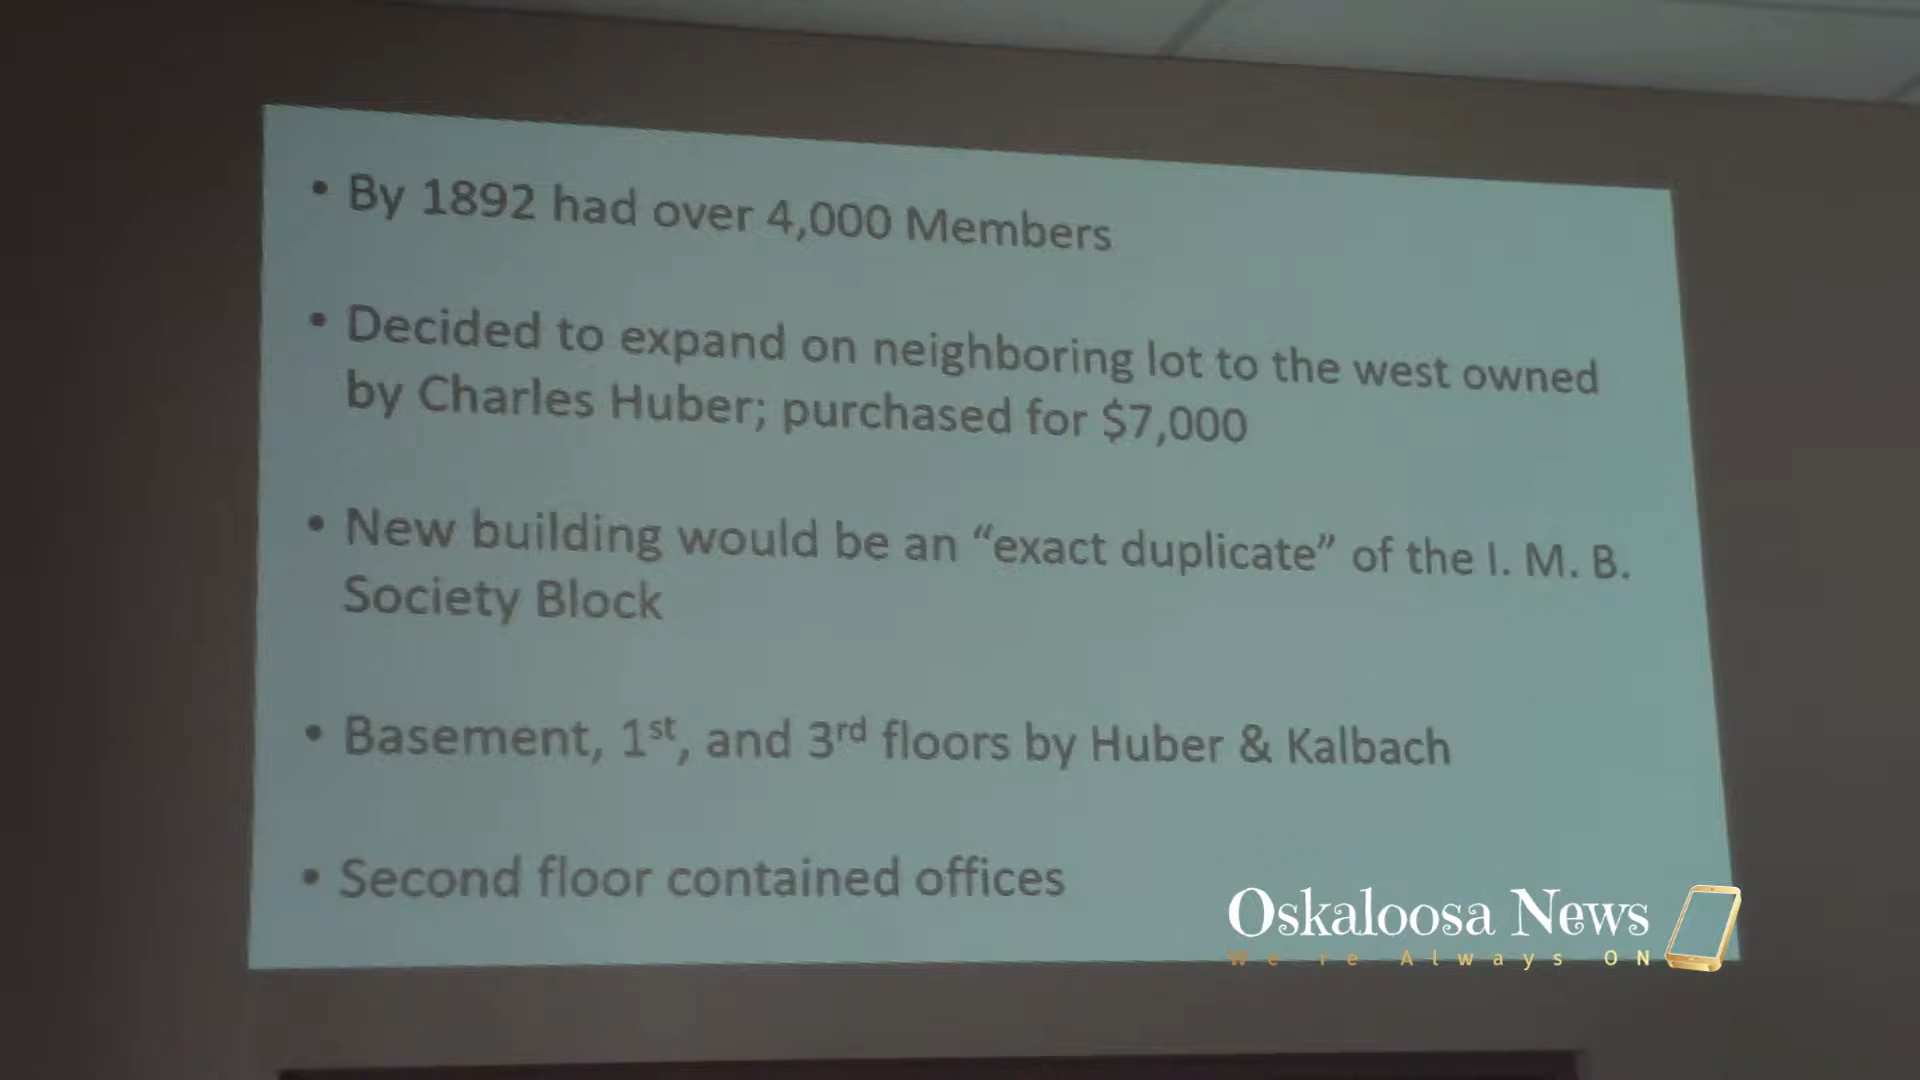 • By 1892 had over 4,000 Members
• Decided to expand on neighboring lot to the west owned
by Charles Huber; purchased for $7,000
• New building would be an “exact duplicate” of the I. M. B.
Society Block
• Basement, 1st, and 3rd floors by Huber & Kalbach
• Second floor contained offices
Oskaloosa News
We're Always ON